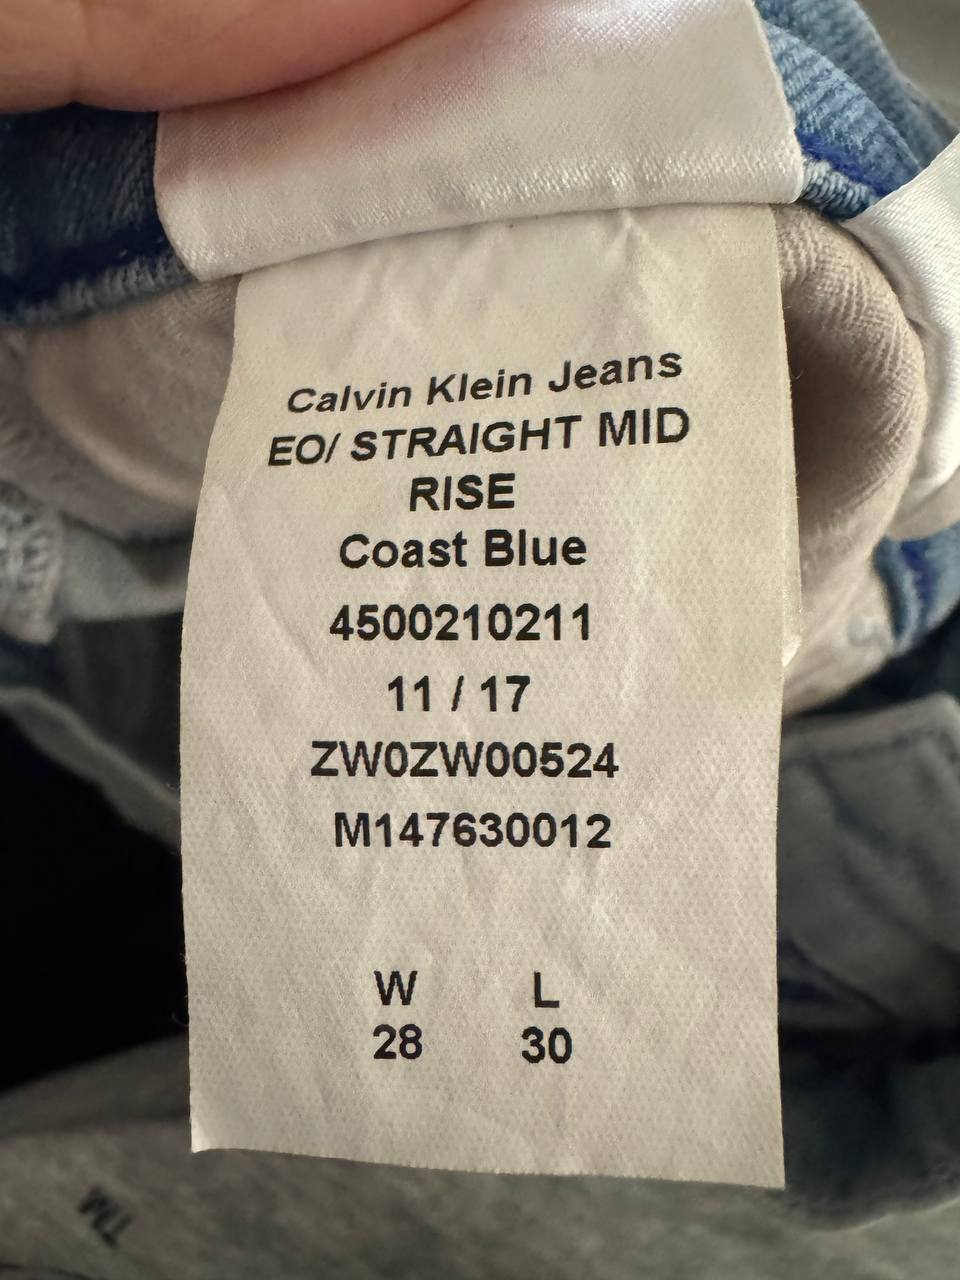 Calvin Klein Jeans
EO/ STRAIGHT MID
RISE
Coast Blue
4500210211
11 / 17
ZW0ZW00524
M147630012
W L
28 30